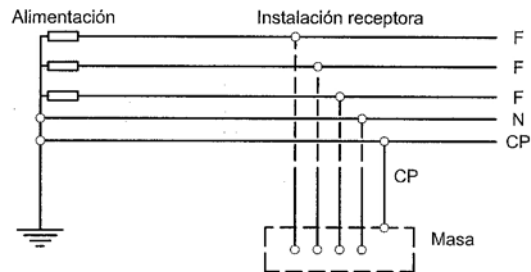 Alimentación
Instalación receptora
F
F
F
N
CP
CP
Masa